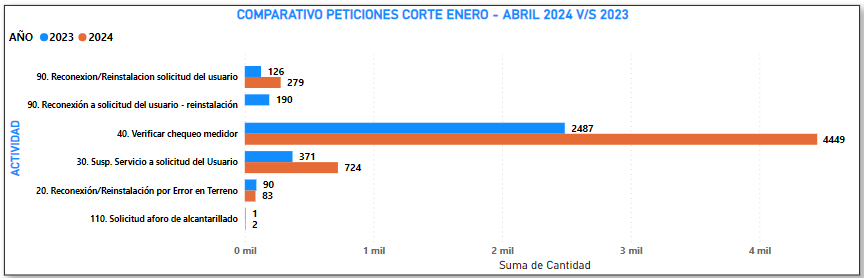 COMPARATIVO PETICIONES CORTE ENERO - ABRIL 2024 V/S 2023
AÑO 2023 2024
ACTIVIDAD
90. Reconexion/Reinstalacion solicitud del usuario
126
279
90. Reconexión a solicitud del usuario - reinstalación
190
40. Verificar chequeo medidor
2487
4449
30. Susp. Servicio a solicitud del Usuario
371
724
20. Reconexión/Reinstalación por Error en Terreno
90
83
110. Solicitud aforo de alcantarillado
1
2
0 mil 1 mil 2 mil 3 mil 4 mil
Suma de Cantidad